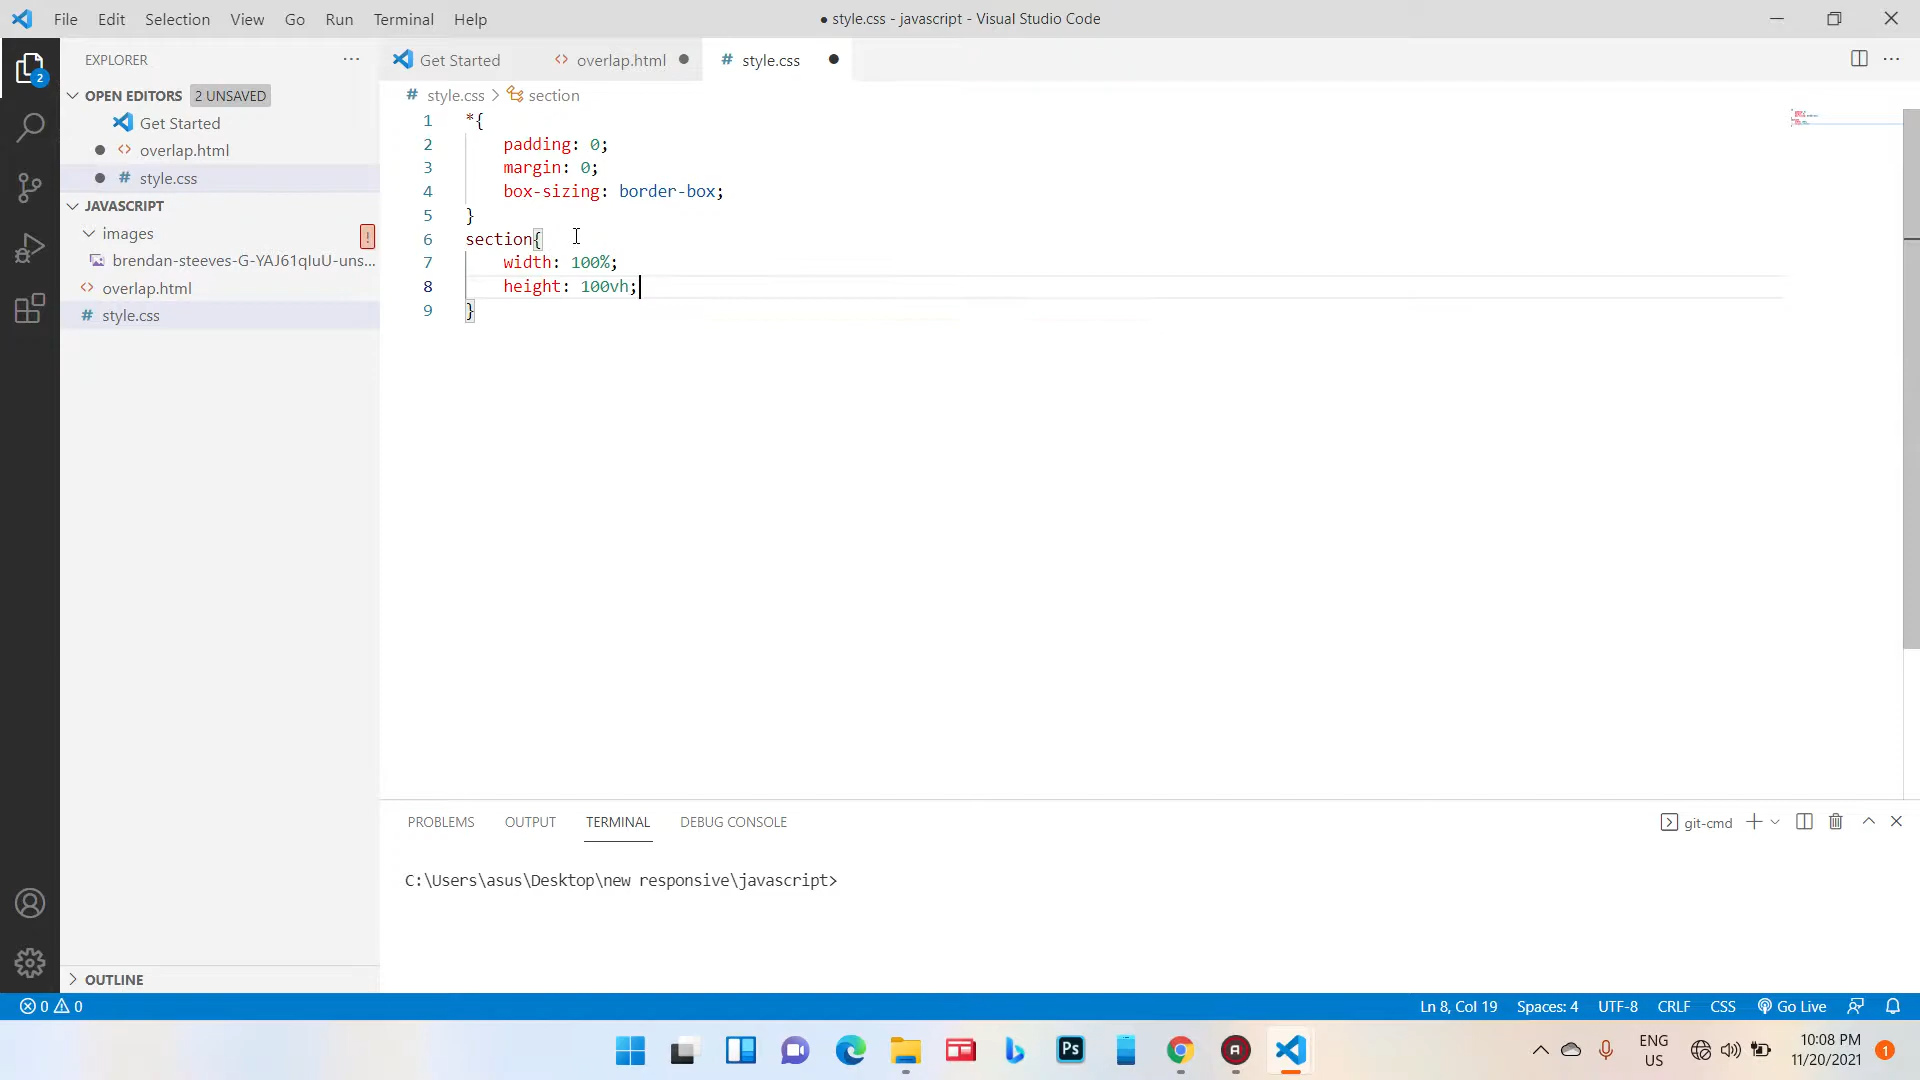 File Edit Selection View Go Run Terminal Help
● style.css - javascript - Visual Studio Code
EXPLORER
OPEN EDITORS 2 UNSAVED
Get Started
overlap.html
style.css
JAVASCRIPT
images
brendan-steeves-G-YAJ61qIuU-uns...
overlap.html
style.css
OUTLINE
2
Get Started
overlap.html
# style.css
# style.css > section
1 *{
2 padding: 0;
3 margin: 0;
4 box-sizing: border-box;
5 }
6 section{
7 width: 100%;
8 height: 100vh;
9 }
PROBLEMS OUTPUT TERMINAL DEBUG CONSOLE
git-cmd
C:\Users\asus\Desktop\new responsive\javascript>
0 0
Ln 8, Col 19 Spaces: 4 UTF-8 CRLF CSS Go Live
Ps
ENG
US
10:08 PM
11/20/2021
1